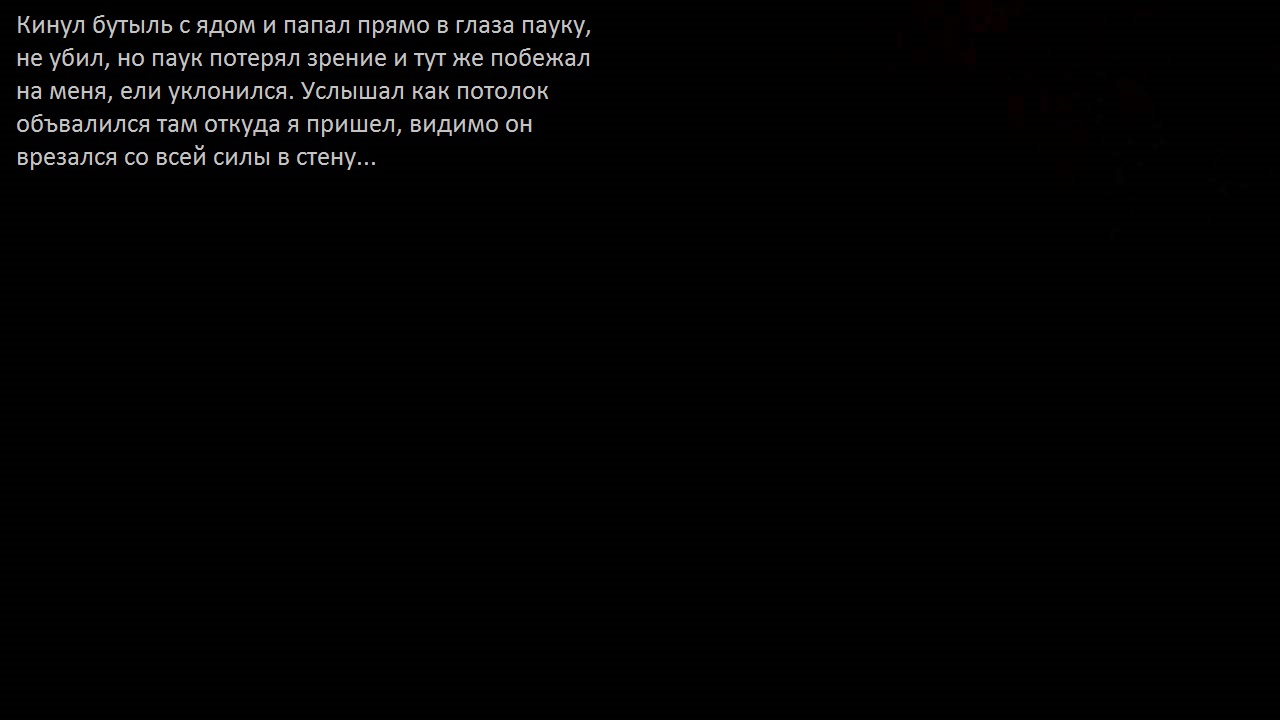 Кинул бутыль с ядом и папал прямо в глаза пауку,
не убил, но паук потерял зрение и тут же побежал
на меня, ели уклонился. Услышал как потолок
объвалился там откуда я пришел, видимо он
врезался со всей силы в стену...